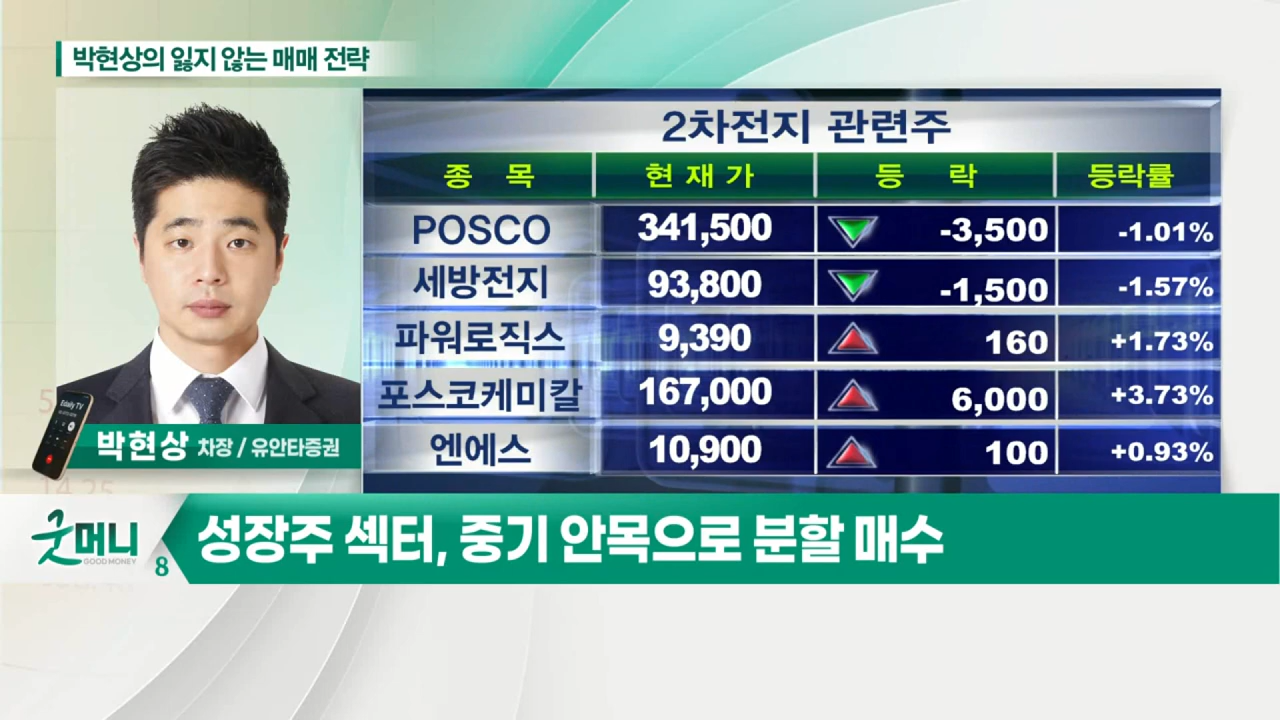 박현상의 잃지 않는 매매 전략
2차전지 관련주
종 목 현 재 가 등 락 등락률
POSCO 341,500 -3,500 -1.01%
세방전지 93,800 -1,500 -1.57%
파워로직스 9,390 160 +1.73%
포스코케미칼 167,000 6,000 +3.73%
엔에스 10,900 100 +0.93%
Edaily TV
박현상 차장 / 유안타증권
굿머니
GOOD MONEY
8
성장주 섹터, 중기 안목으로 분할 매수